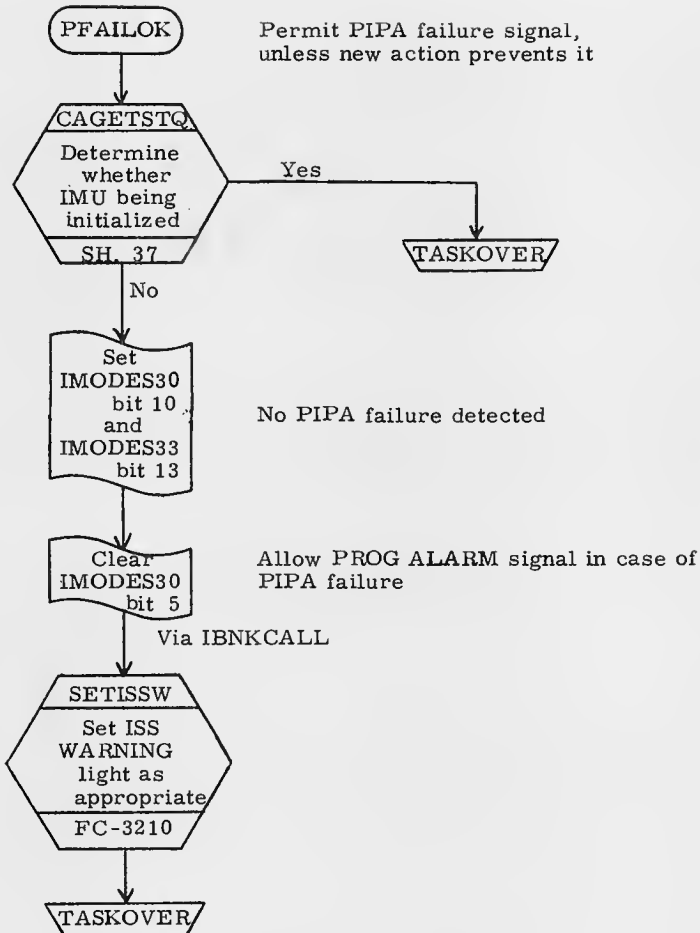 PFAILOK
Permit PIPA failure signal,
unless new action prevents it
CAGETSTQ
Determine
whether
IMU being
initialized
SH. 37
Yes
TASKOVER
No
Set
IMODES30
bit 10
and
IMODES33
bit 13
No PIPA failure detected
Clear
IMODES30
bit 5
Allow PROG ALARM signal in case of
PIPA failure
Via IBNKCALL
SETISSW
Set ISS
WARNING
light as
appropriate
FC-3210
TASKOVER